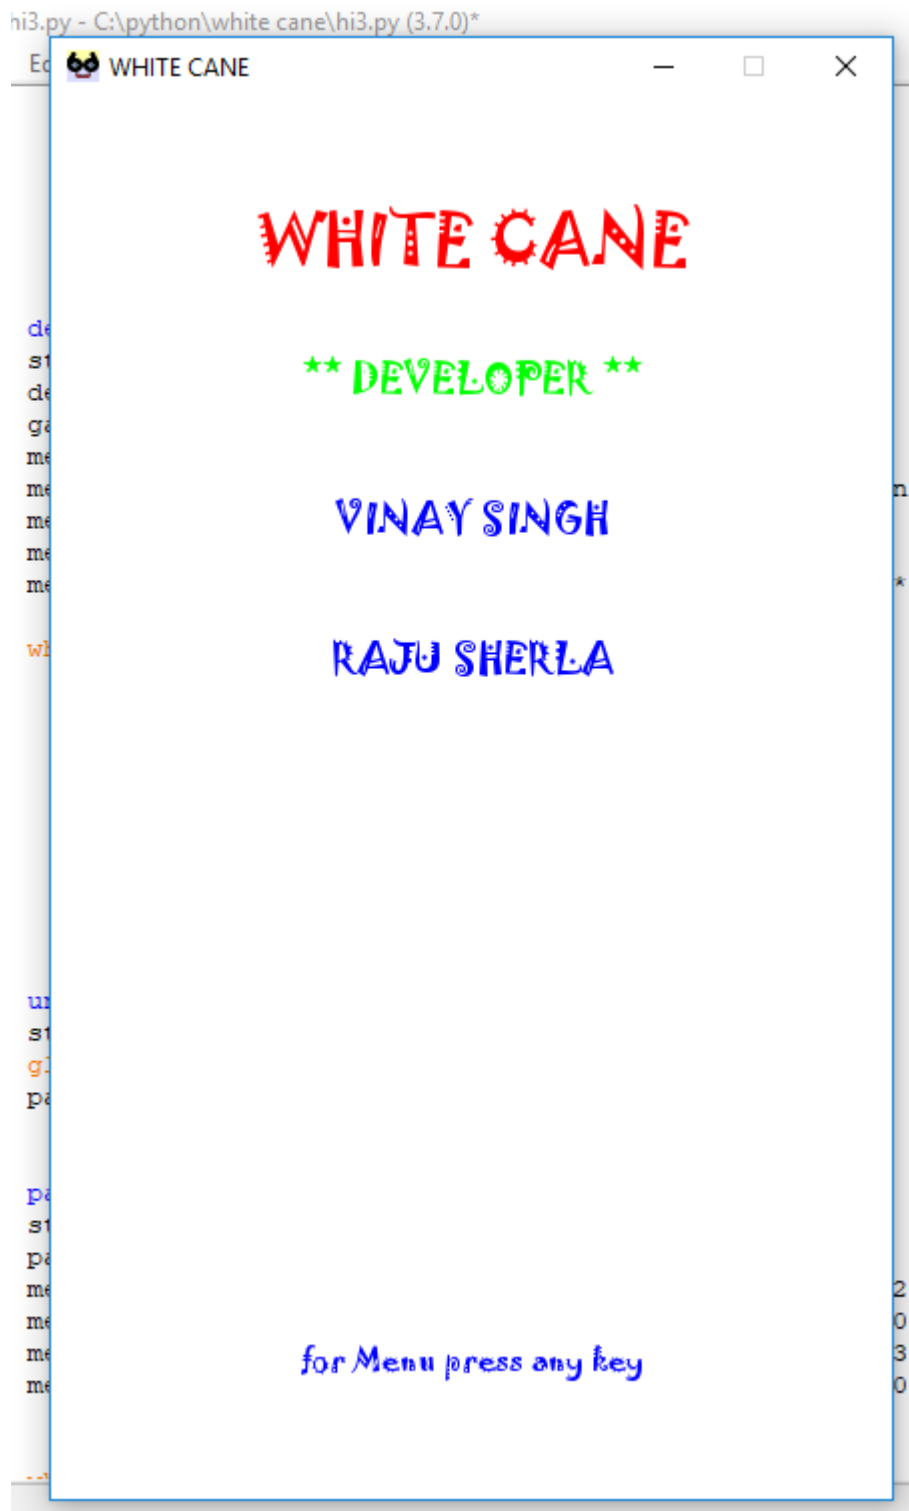 hi3.py - C:\python\white cane\hi3.py (3.7.0)*
WHITE CANE
WHITE CANE
** DEVELOPER **
VINAY SINGH
RAJU SHERLA
for Menu press any key